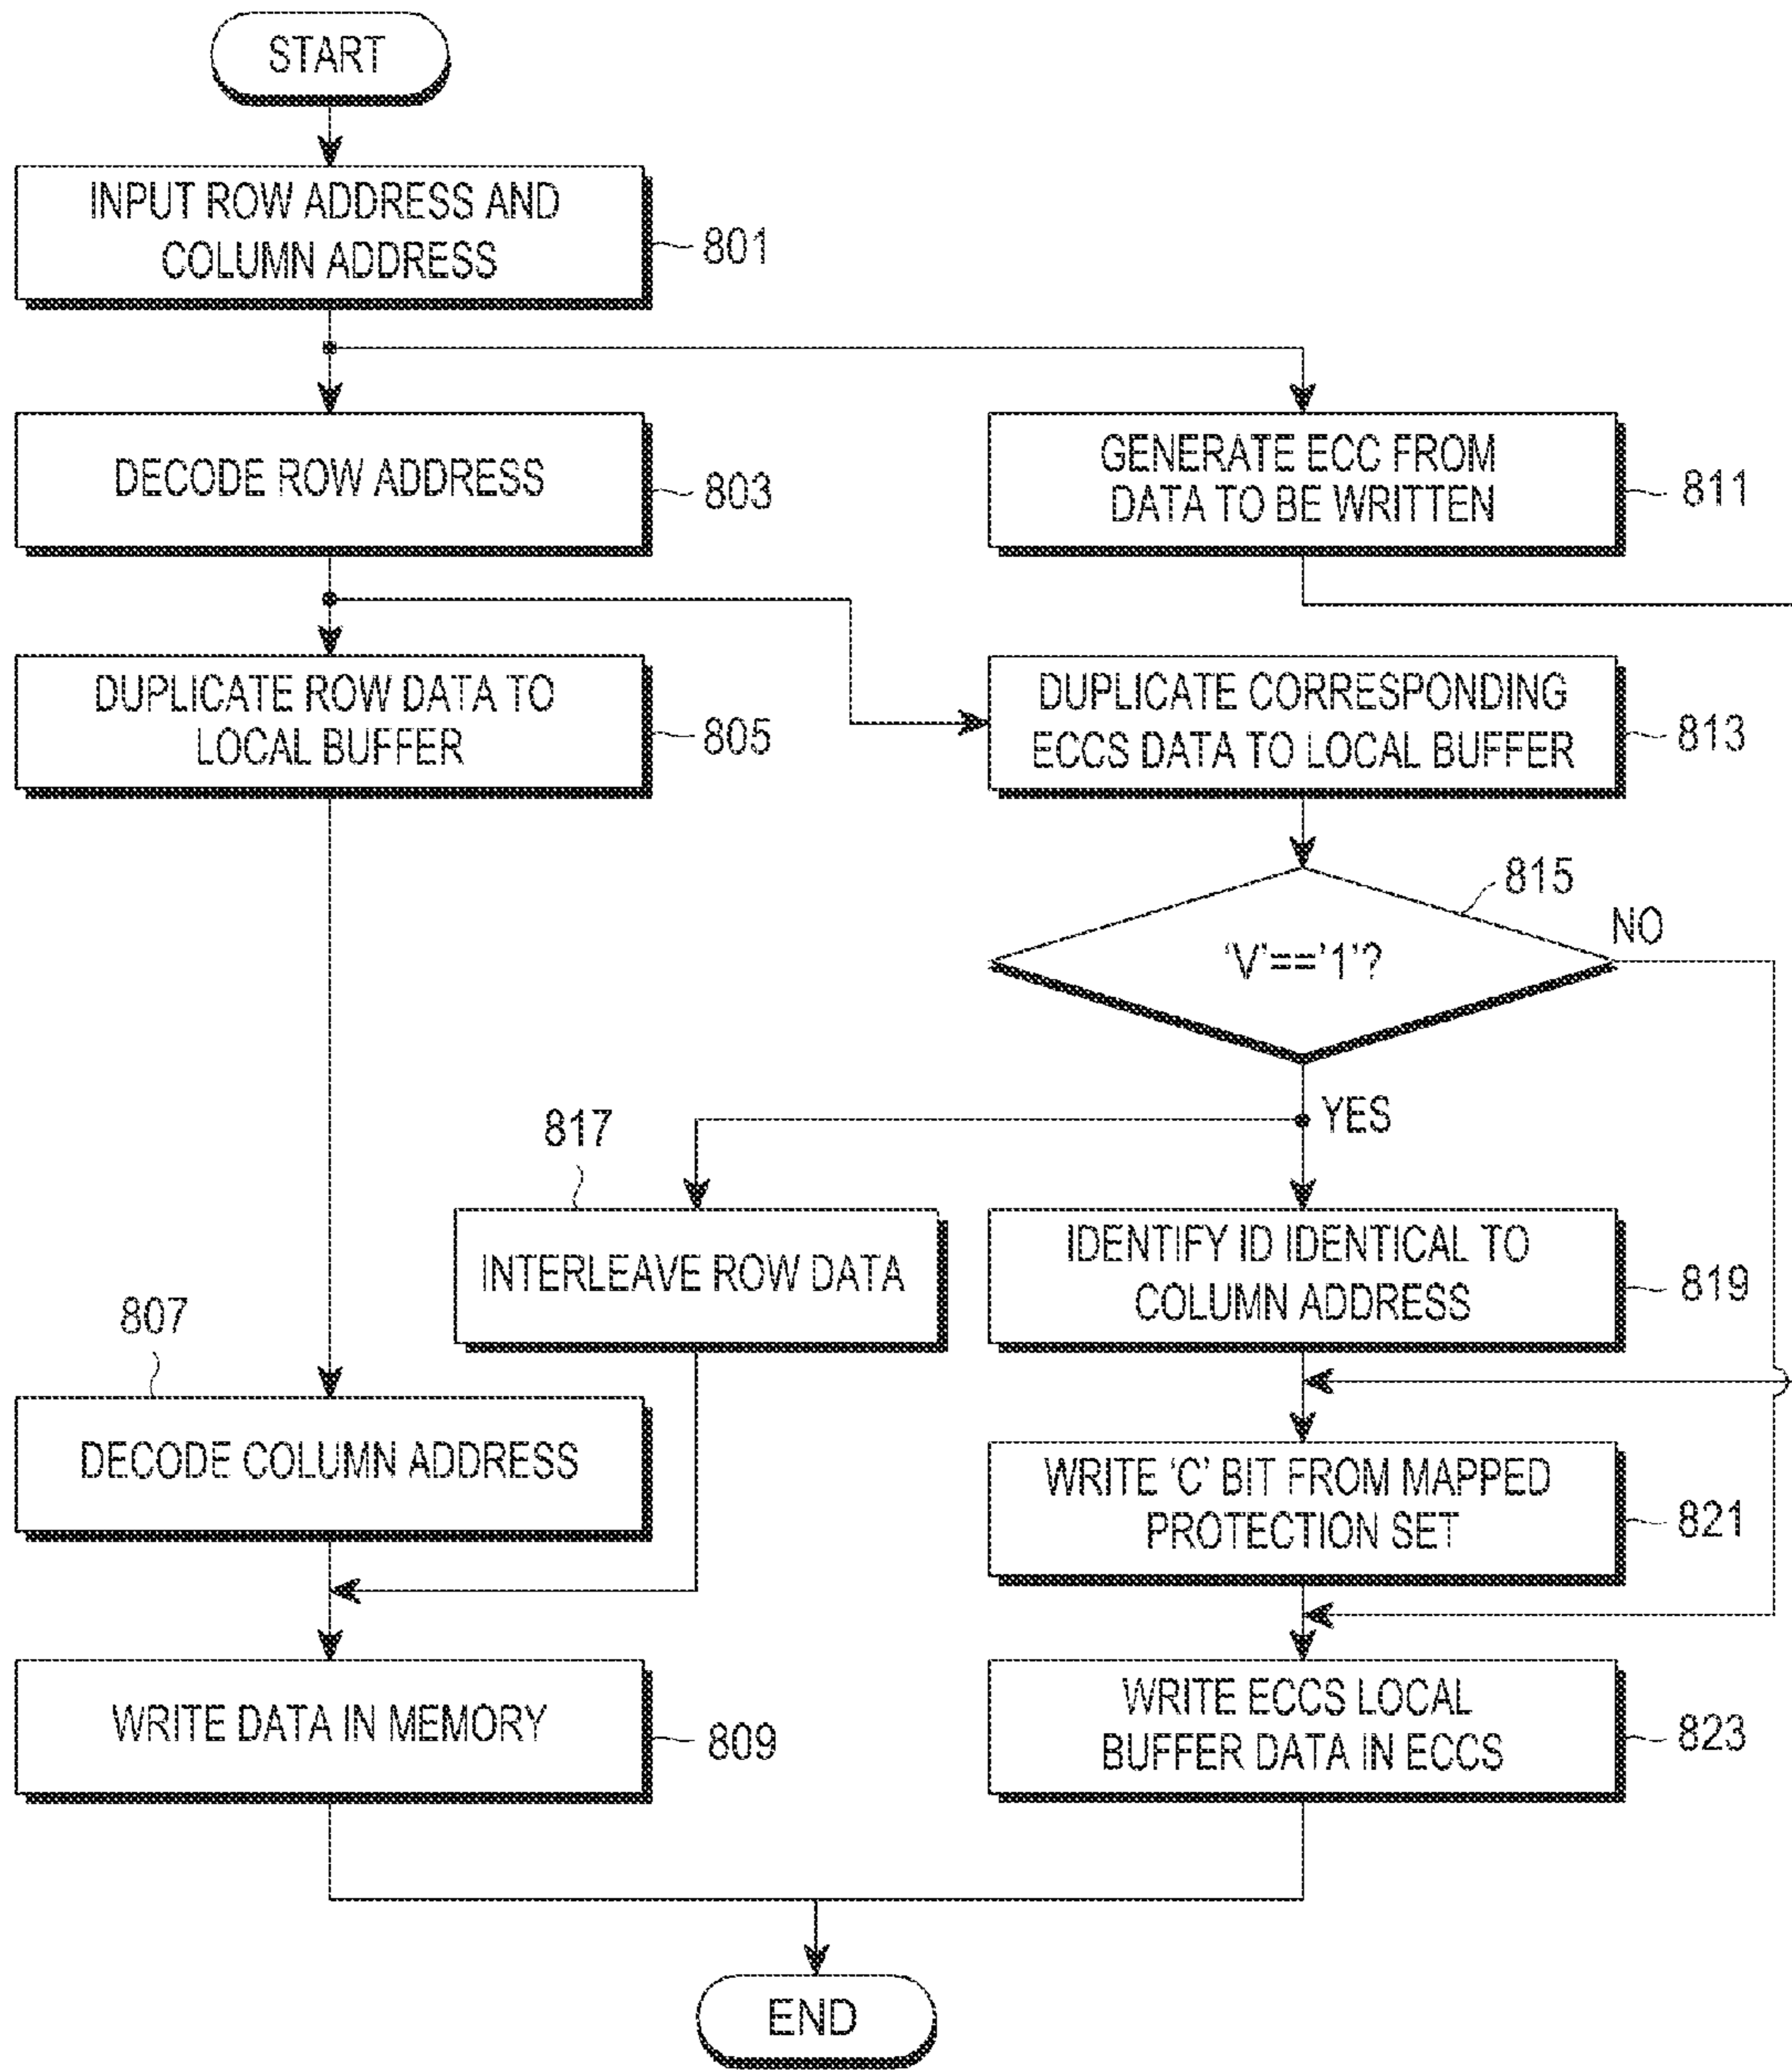 START
INPUT ROW ADDRESS AND
COLUMN ADDRESS
801
DECODE ROW ADDRESS
803
GENERATE ECC FROM
DATA TO BE WRITTEN
811
DUPLICATE ROW DATA TO
LOCAL BUFFER
805
DUPLICATE CORRESPONDING
ECCS DATA TO LOCAL BUFFER
813
815
'V'=='1'?
NO
YES
817
INTERLEAVE ROW DATA
IDENTIFY ID IDENTICAL TO
COLUMN ADDRESS
819
807
DECODE COLUMN ADDRESS
WRITE 'C' BIT FROM MAPPED
PROTECTION SET
821
WRITE DATA IN MEMORY
809
WRITE ECCS LOCAL
BUFFER DATA IN ECCS
823
END